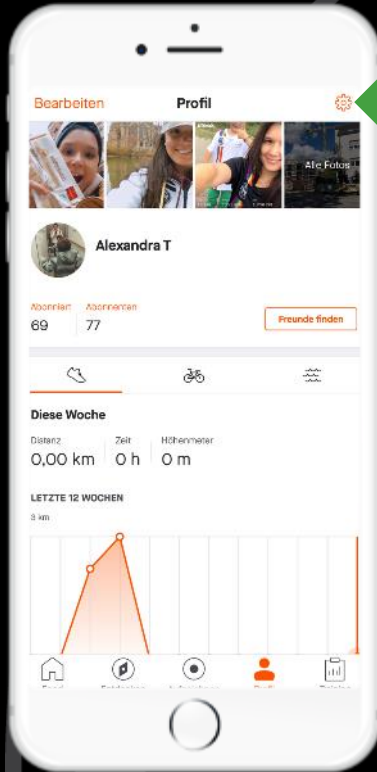 Bearbeiten Profil
Alle Fotos
Alexandra T
Abonniert Abonnenten
69 77
Freunde finden
Diese Woche
Distanz Zeit Höhenmeter
0,00 km 0 h 0 m
LETZTE 12 WOCHEN
3 km